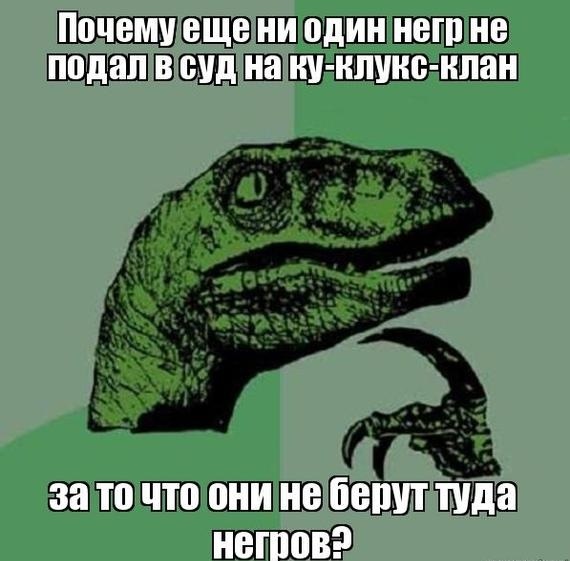 Почему еще ни один негр не
подал в суд на ку-клукс-клан
за то что они не берут туда
негров?